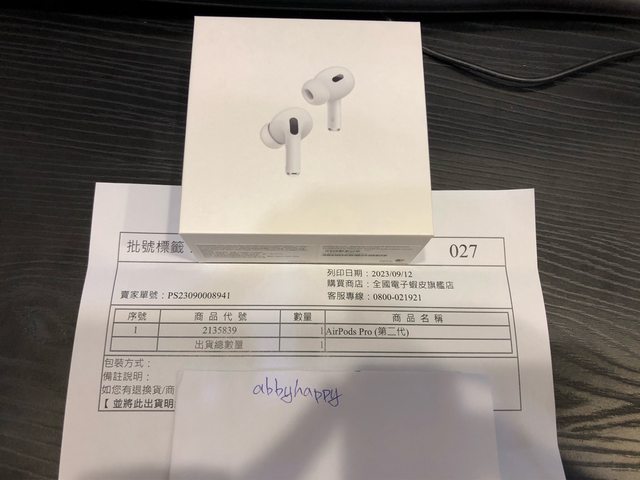 批號標籤
027
列印日期：2023/09/12
購買商店：全國電子蝦皮旗艦店
賣家單號：PS23090008941
客服專線：0800-021921
序號 商品代號 數量 商品名稱
1 2135839 1 AirPods Pro (第二代)
出貨總數量 1
包裝方式：
備註說明：
如您有退換貨/商
【 並將此出貨明
abbyhappy